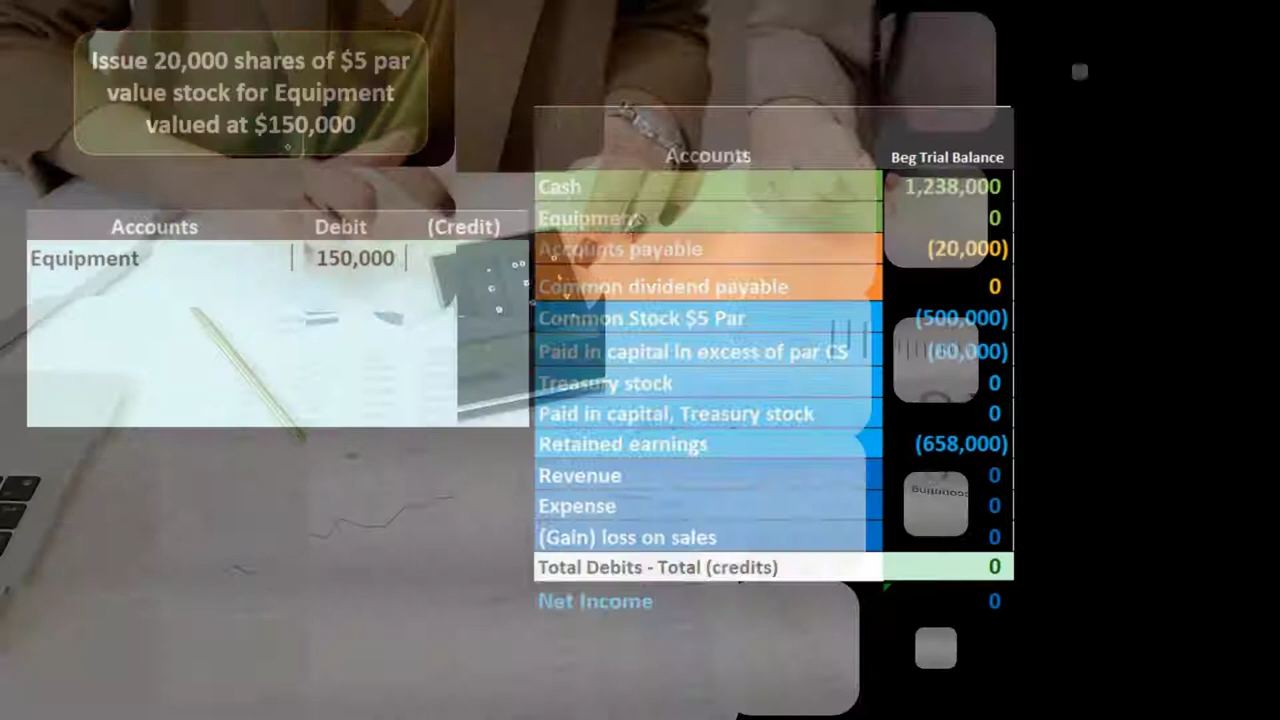 Issue 20,000 shares of $5 par
value stock for Equipment
valued at $150,000
Accounts Debit (Credit)
Equipment 150,000
Accounts Beg Trial Balance
Cash 1,238,000
Equipment 0
Accounts payable (20,000)
Common dividend payable 0
Common Stock $5 Par (500,000)
Paid in capital in excess of par CS (60,000)
Treasury stock 0
Paid in capital, Treasury stock 0
Retained earnings (658,000)
Revenue 0
Expense 0
(Gain) loss on sales 0
Total Debits - Total (credits) 0
Net Income 0